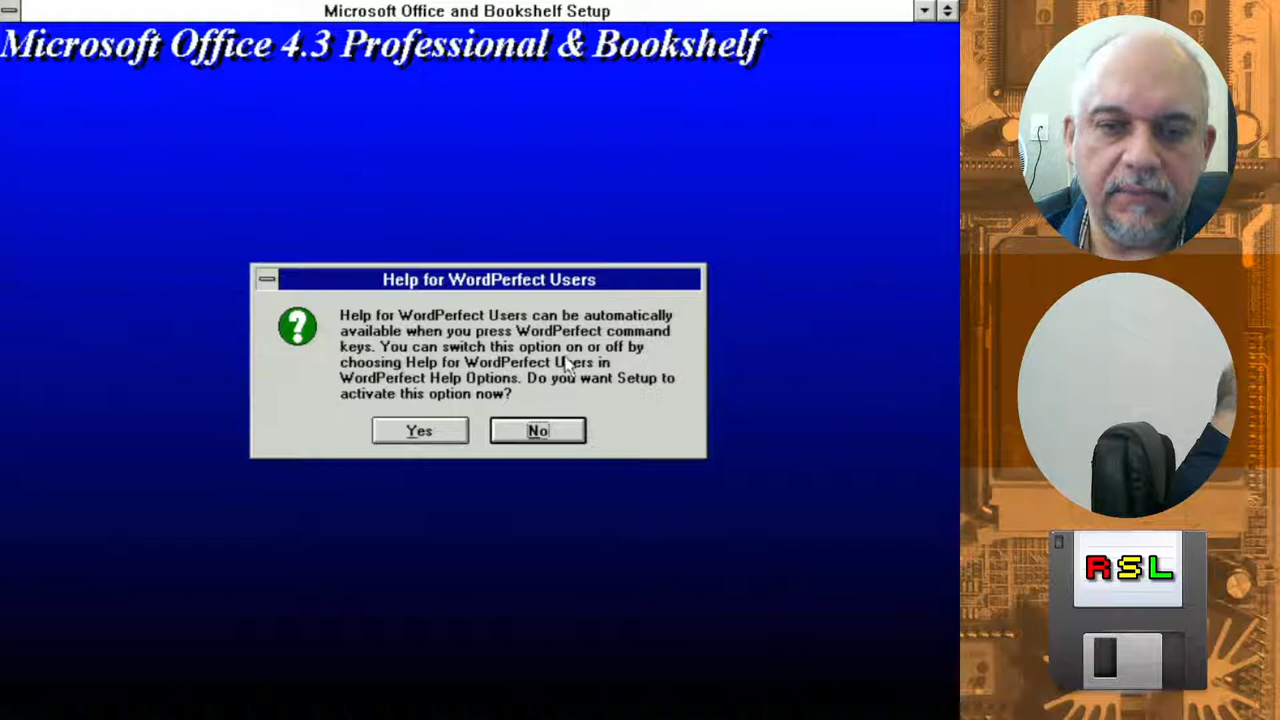 Microsoft Office and Bookshelf Setup
Microsoft Office 4.3 Professional & Bookshelf
Help for WordPerfect Users
Help for WordPerfect Users can be automatically
available when you press WordPerfect command
keys. You can switch this option on or off by
choosing Help for WordPerfect Users in
WordPerfect Help Options. Do you want Setup to
activate this option now?
Yes
No
RSL